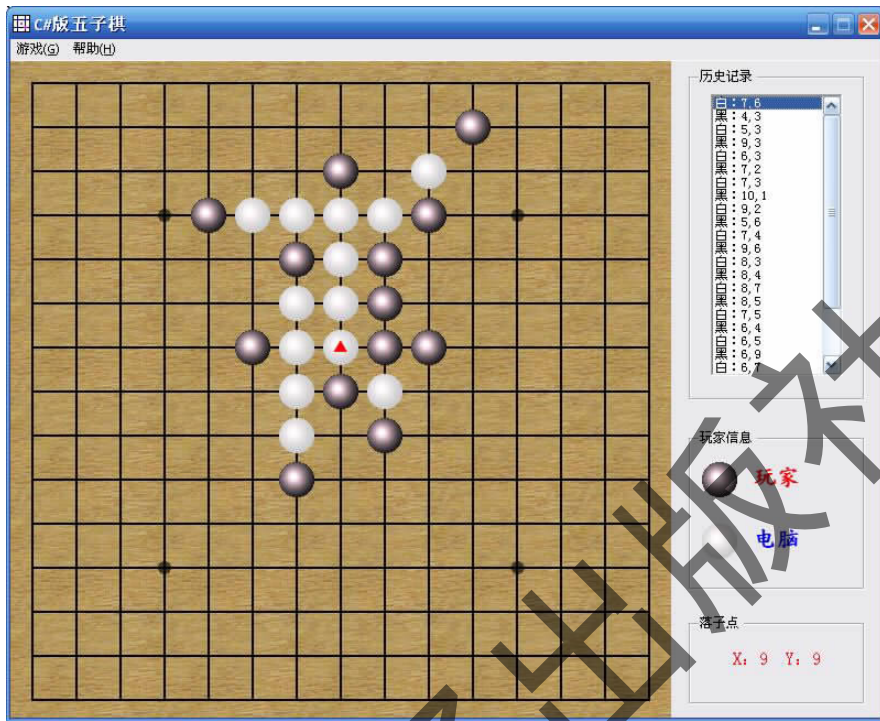 C#版五子棋
游戏(G) 帮助(H)
历史记录
白：7,6
黑：4,3
白：5,3
黑：9,3
白：6,3
黑：7,2
白：7,3
黑：10,1
白：9,2
黑：5,6
白：7,4
黑：9,6
白：8,3
黑：8,4
白：8,7
黑：8,5
白：7,5
黑：6,4
白：6,5
黑：6,9
白：6,7
玩家信息
玩家
电脑
落子点
X: 9 Y: 9
出版社